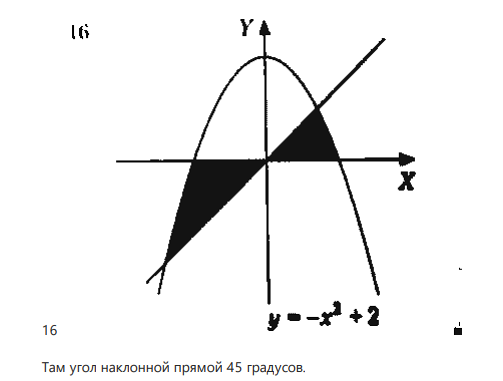 16
Y
X
y = -x² + 2
16
Там угол наклонной прямой 45 градусов.